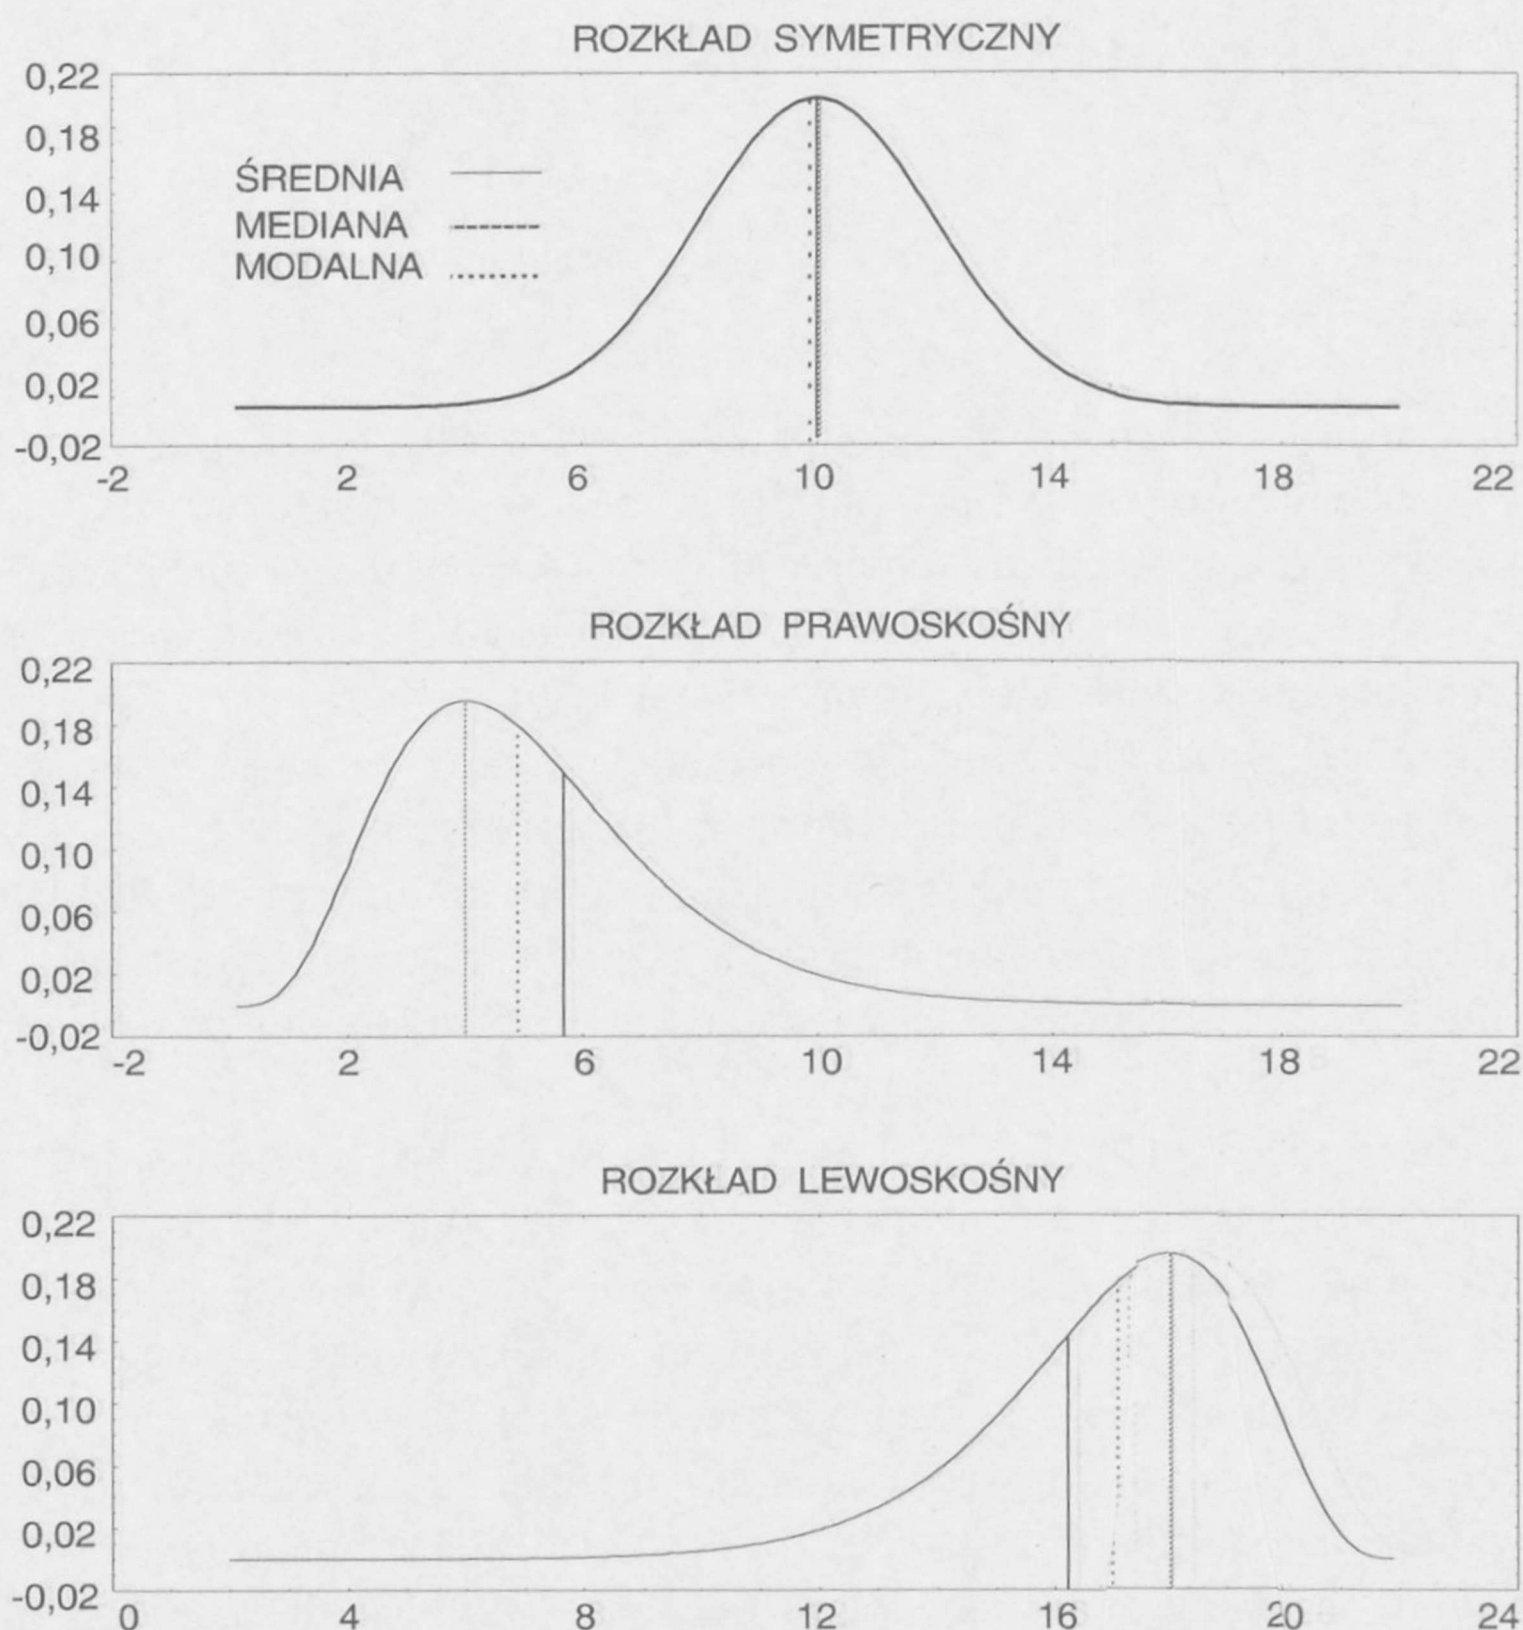 ROZKŁAD SYMETRYCZNY
0,22
0,18
0,14
0,10
0,06
0,02
-0,02
ŚREDNIA
MEDIANA
MODALNA
-2 2 6 10 14 18 22
ROZKŁAD PRAWOSKOŚNY
0,22
0,18
0,14
0,10
0,06
0,02
-0,02
-2 2 6 10 14 18 22
ROZKŁAD LEWOSKOŚNY
0,22
0,18
0,14
0,10
0,06
0,02
-0,02
0 4 8 12 16 20 24